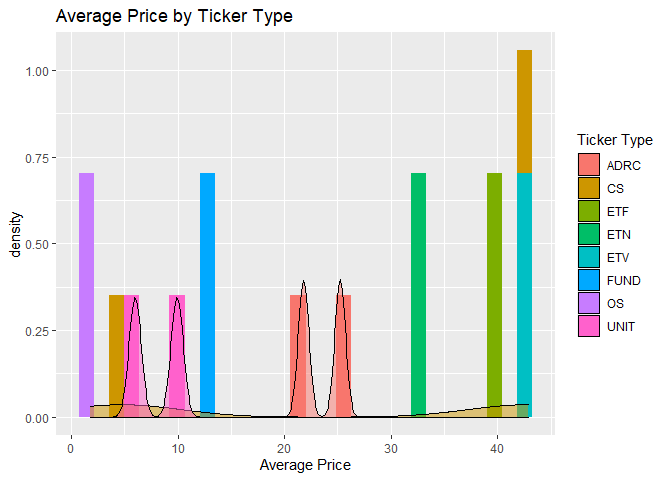 Average Price by Ticker Type
density
1.00
0.75
0.50
0.25
0.00
0
10
20
30
40
Average Price
Ticker Type
ADRC
CS
ETF
ETN
ETV
FUND
OS
UNIT